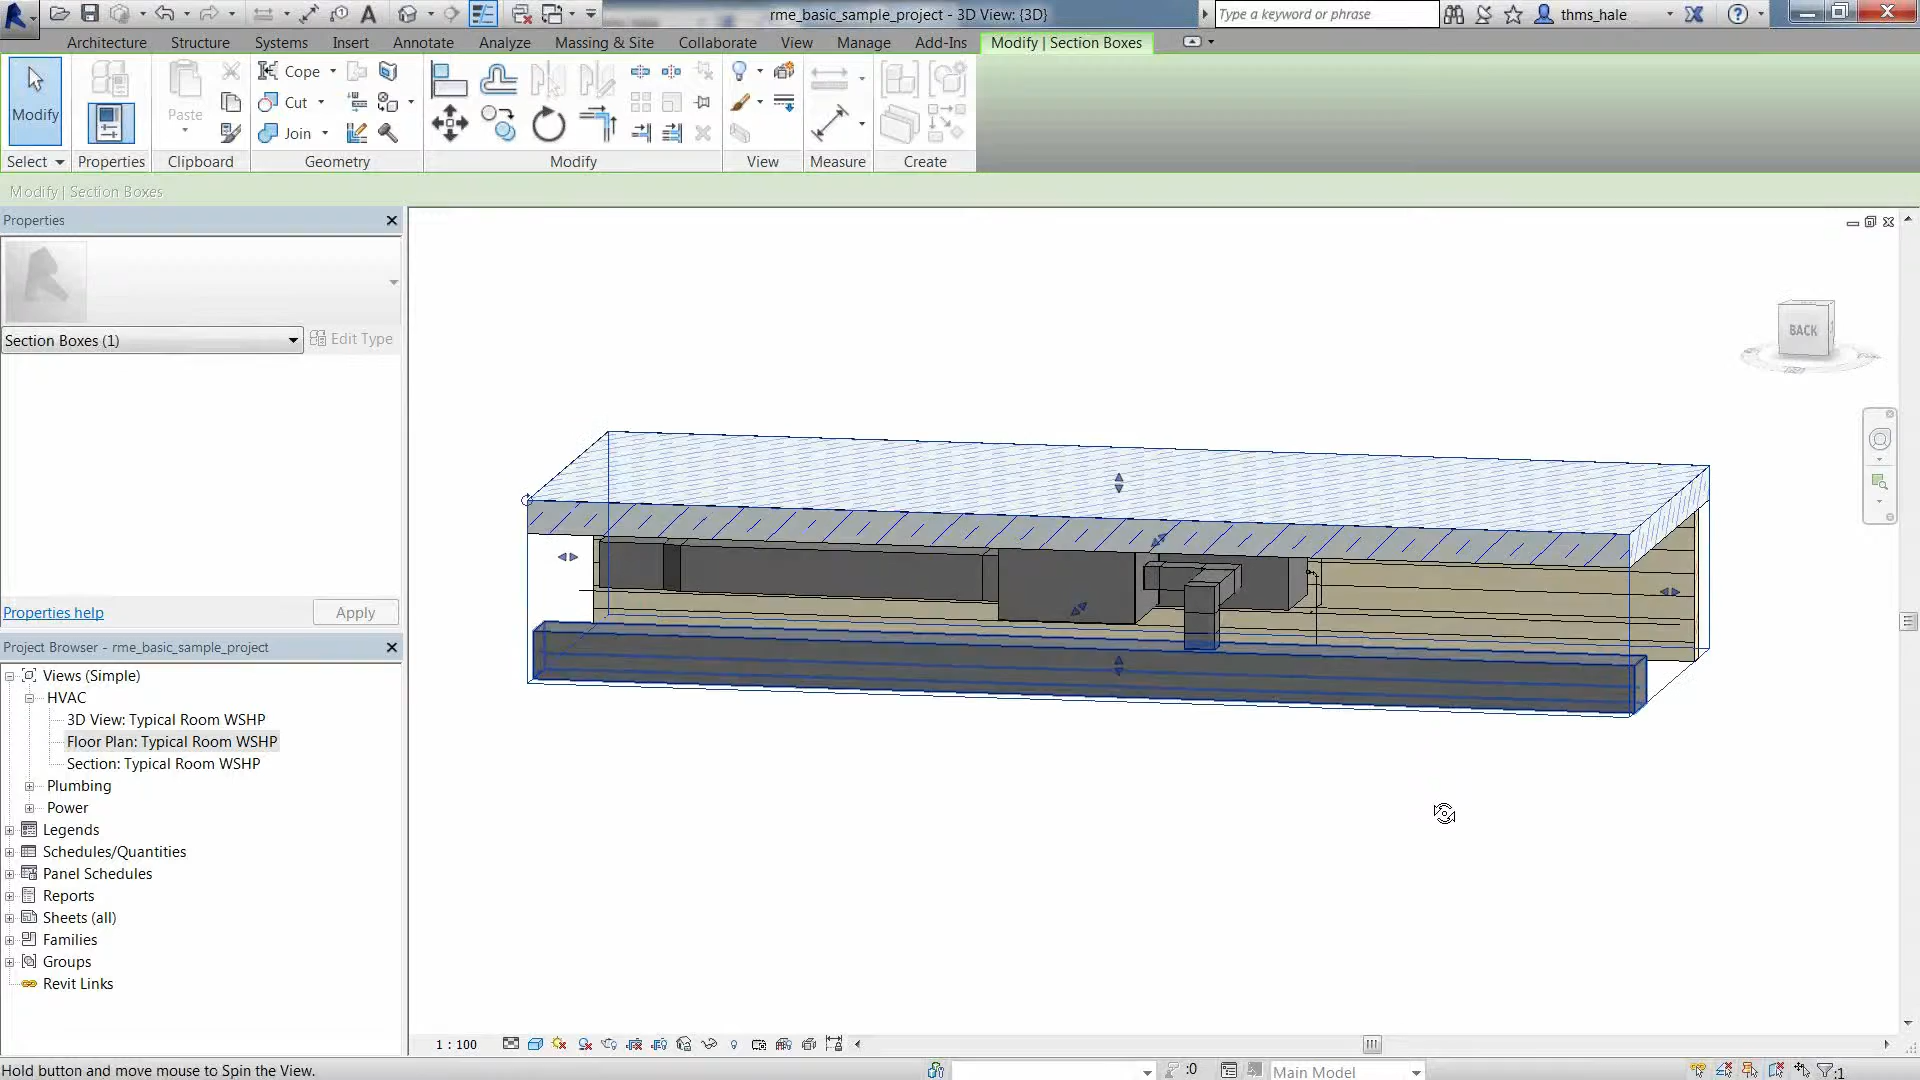 rme_basic_sample_project - 3D View: {3D}
Type a keyword or phrase
thms_hale
Architecture
Structure
Systems
Insert
Annotate
Analyze
Massing & Site
Collaborate
View
Manage
Add-Ins
Modify | Section Boxes
Modify
Paste
Cope
Cut
Join
Select
Properties
Clipboard
Geometry
Modify
View
Measure
Create
Modify | Section Boxes
Properties
Section Boxes (1)
Edit Type
Properties help
Apply
Project Browser - rme_basic_sample_project
Views (Simple)
HVAC
3D View: Typical Room WSHP
Floor Plan: Typical Room WSHP
Section: Typical Room WSHP
Plumbing
Power
Legends
Schedules/Quantities
Panel Schedules
Reports
Sheets (all)
Families
Groups
Revit Links
BACK
1 : 100
Hold button and move mouse to Spin the View.
:0
Main Model
:1